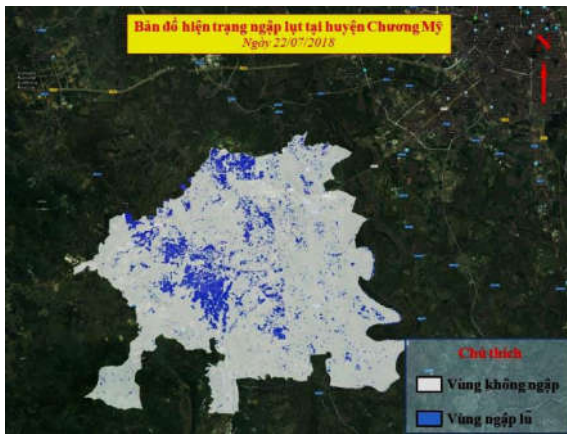 Bản đồ hiện trạng ngập lụt tại huyện Chương Mỹ
Ngày 22/07/2018
Chú thích
Vùng không ngập
Vùng ngập lũ